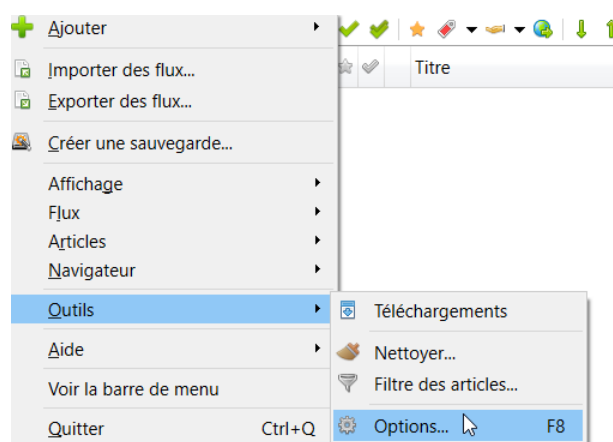 Ajouter
Titre
Importer des flux...
Exporter des flux...
Créer une sauvegarde...
Affichage
Flux
Articles
Navigateur
Outils
Aide
Voir la barre de menu
Quitter Ctrl+Q
Téléchargements
Nettoyer...
Filtre des articles...
Options... F8